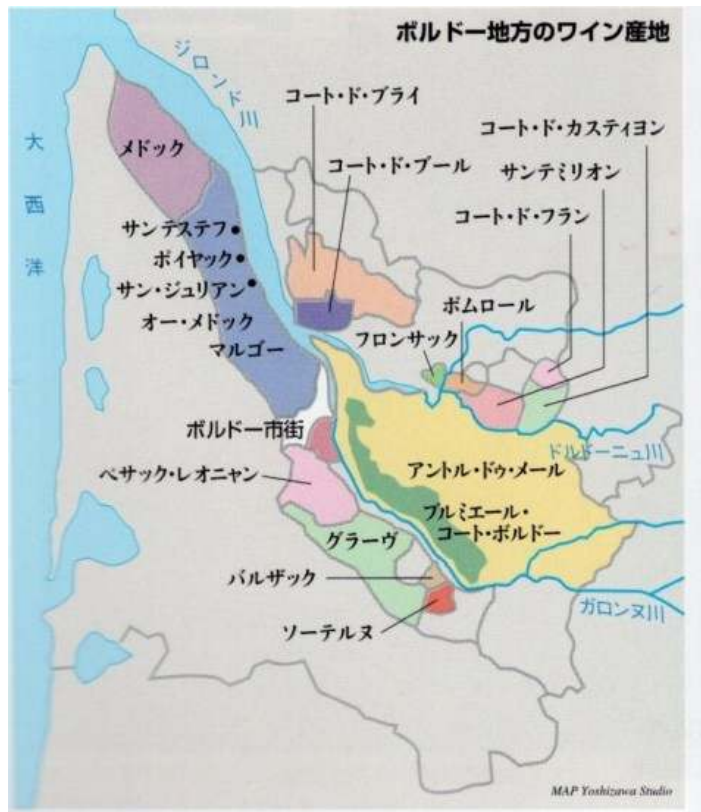 ボルドー地方のワイン産地
ジロンド川
コート・ド・ブライ
コート・ド・カスティヨン
大西洋
メドック
コート・ド・ブール
サンテミリオン
コート・ド・フラン
サンテステフ
ポイヤック
サン・ジュリアン
オー・メドック
マルゴー
ポムロール
フロンサック
ボルドー市街
ドルドーニュ川
ペサック・レオニャン
アントル・ドゥ・メール
プルミエール・
コート・ボルドー
グラーヴ
バルザック
ガロンヌ川
ソーテルヌ
MAP Yoshizawa Studio